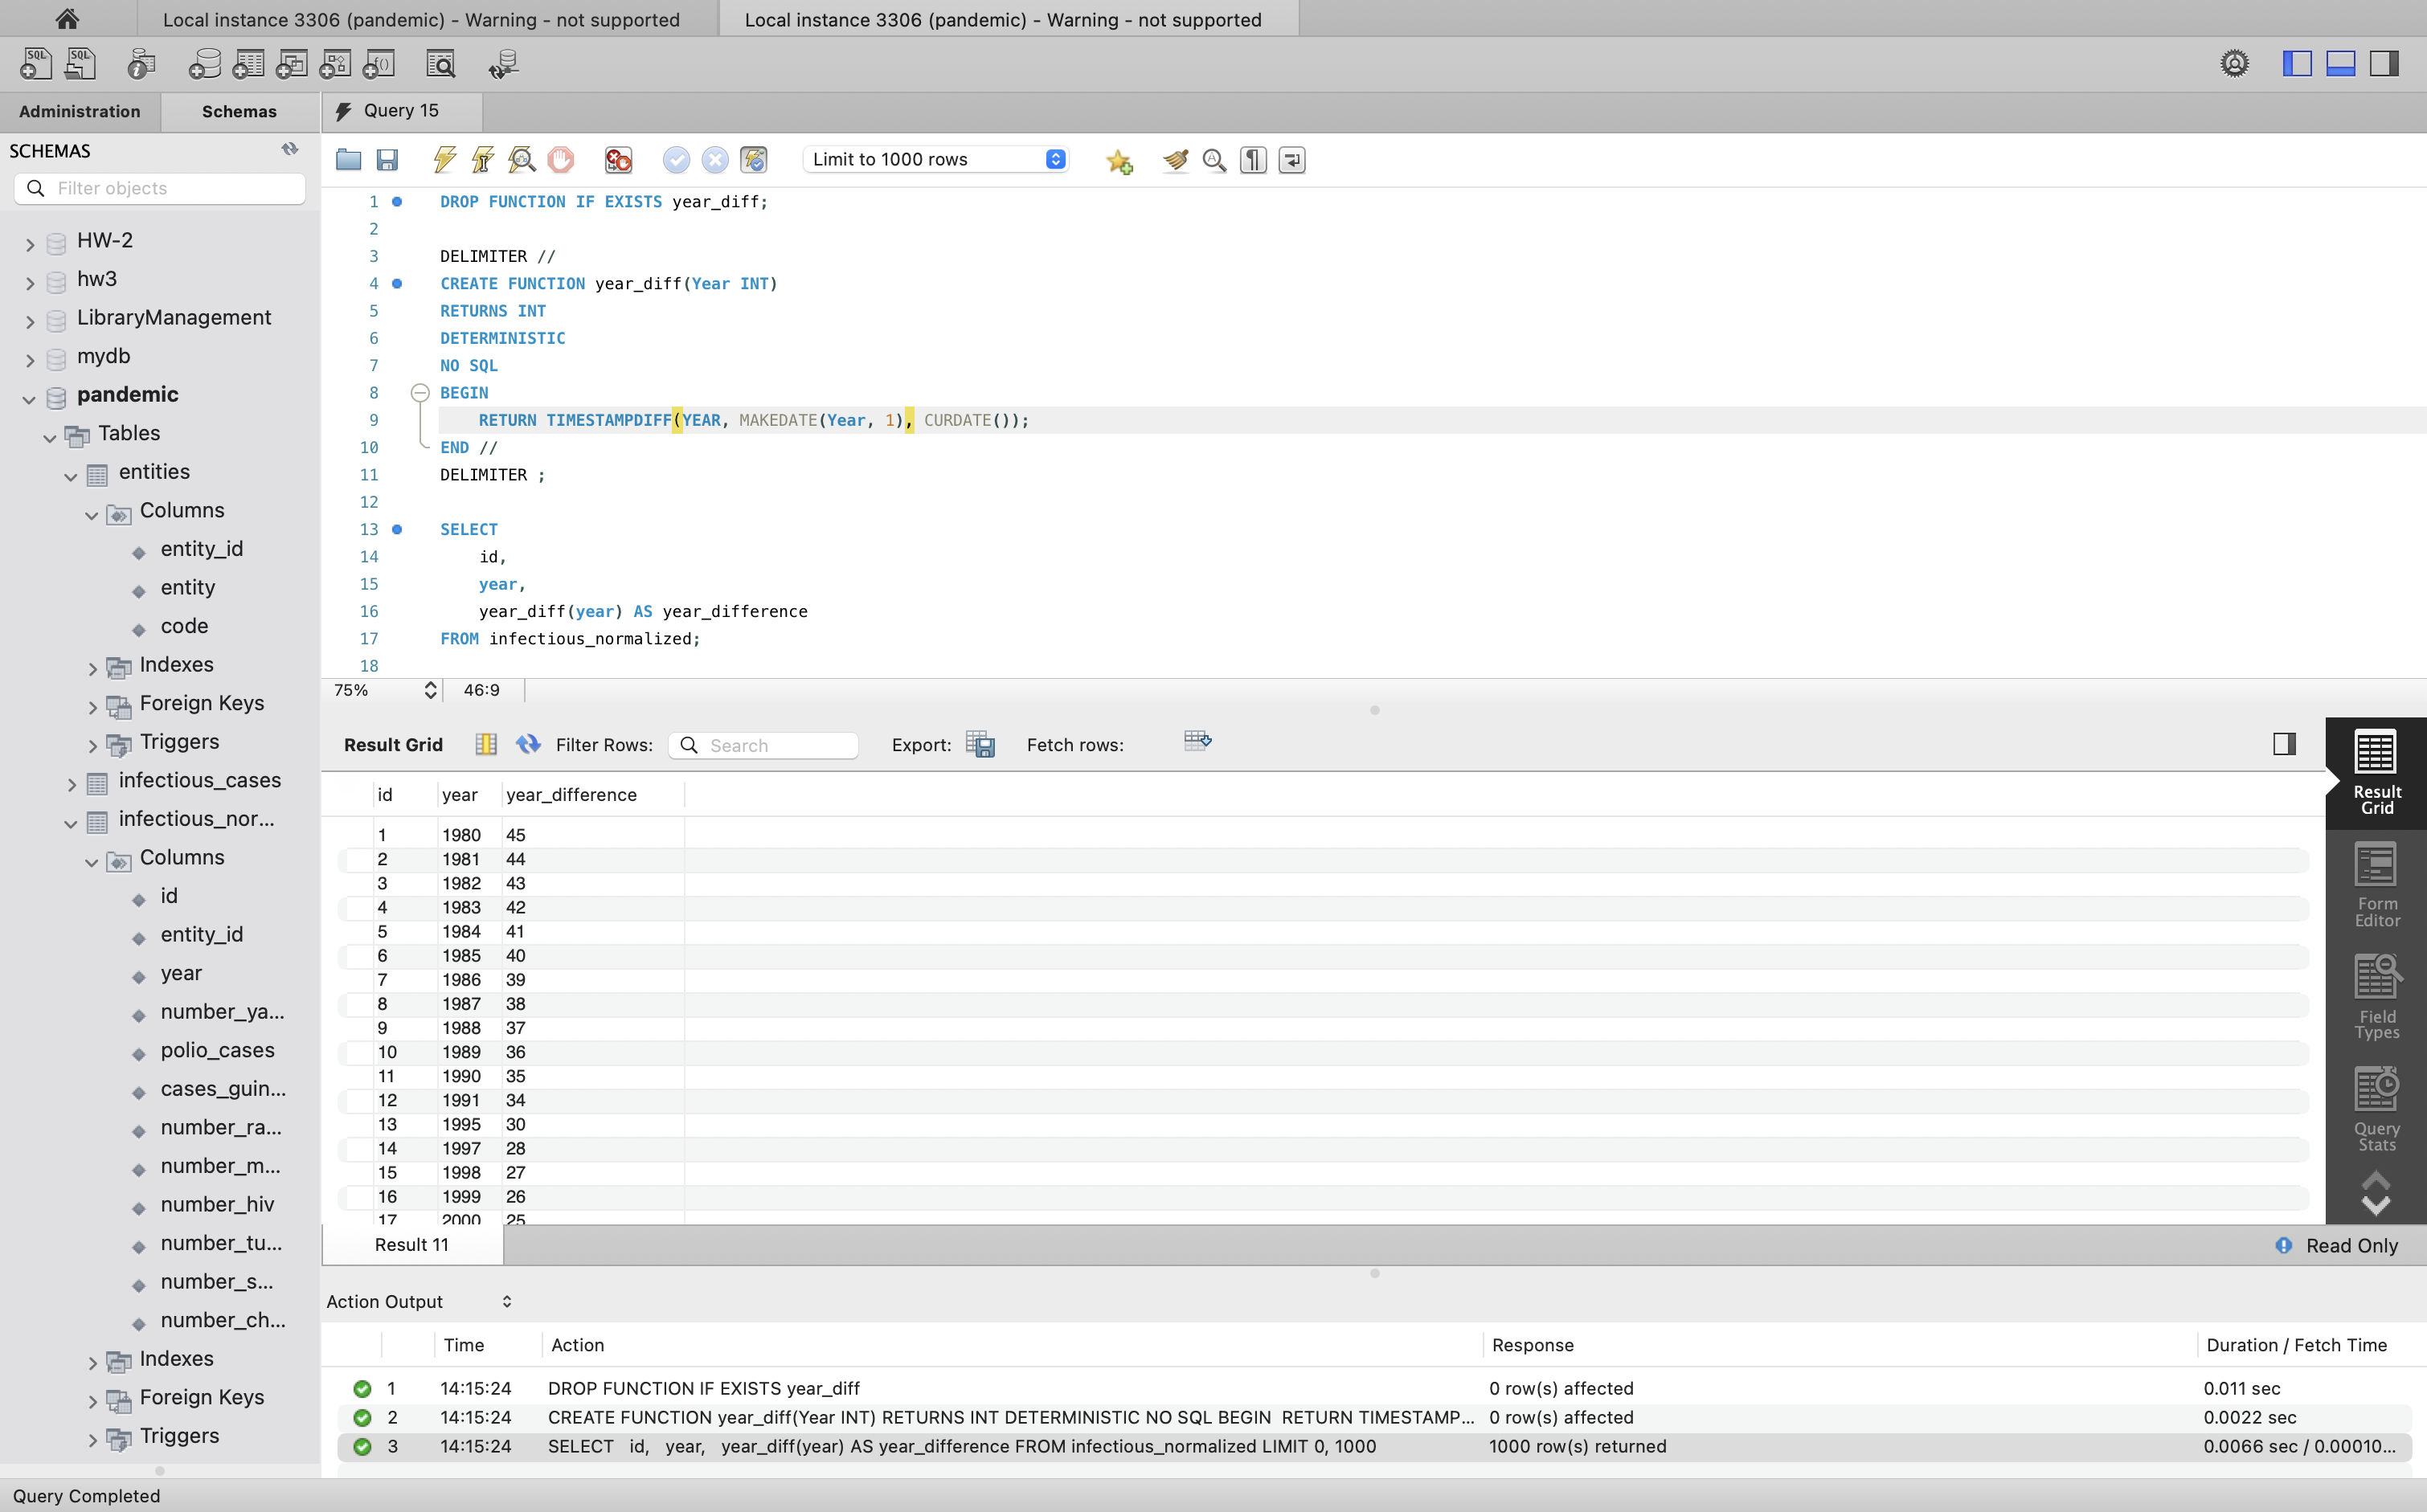 Local instance 3306 (pandemic) - Warning - not supported
Local instance 3306 (pandemic) - Warning - not supported
Administration
Schemas
Query 15
SCHEMAS
Filter objects
HW-2
hw3
LibraryManagement
mydb
pandemic
Tables
entities
Columns
entity_id
entity
code
Indexes
Foreign Keys
Triggers
infectious_cases
infectious_nor...
Columns
id
entity_id
year
number_ya...
polio_cases
cases_guin...
number_ra...
number_m...
number_hiv
number_tu...
number_s...
number_ch...
Indexes
Foreign Keys
Triggers
Limit to 1000 rows
1 DROP FUNCTION IF EXISTS year_diff;
2
3 DELIMITER //
4 CREATE FUNCTION year_diff(Year INT)
5 RETURNS INT
6 DETERMINISTIC
7 NO SQL
8 BEGIN
9 RETURN TIMESTAMPDIFF(YEAR, MAKEDATE(Year, 1), CURDATE());
10 END //
11 DELIMITER ;
12
13 SELECT
14 id,
15 year,
16 year_diff(year) AS year_difference
17 FROM infectious_normalized;
18
75% 46:9
Result Grid Filter Rows: Search Export: Fetch rows:
id year year_difference
1 1980 45
2 1981 44
3 1982 43
4 1983 42
5 1984 41
6 1985 40
7 1986 39
8 1987 38
9 1988 37
10 1989 36
11 1990 35
12 1991 34
13 1995 30
14 1997 28
15 1998 27
16 1999 26
17 2000 25
Result
Grid
Form
Editor
Field
Types
Query
Stats
Result 11
Read Only
Action Output
Time Action Response Duration / Fetch Time
1 14:15:24 DROP FUNCTION IF EXISTS year_diff 0 row(s) affected 0.011 sec
2 14:15:24 CREATE FUNCTION year_diff(Year INT) RETURNS INT DETERMINISTIC NO SQL BEGIN RETURN TIMESTAMP... 0 row(s) affected 0.0022 sec
3 14:15:24 SELECT id, year, year_diff(year) AS year_difference FROM infectious_normalized LIMIT 0, 1000 1000 row(s) returned 0.0066 sec / 0.00010...
Query Completed